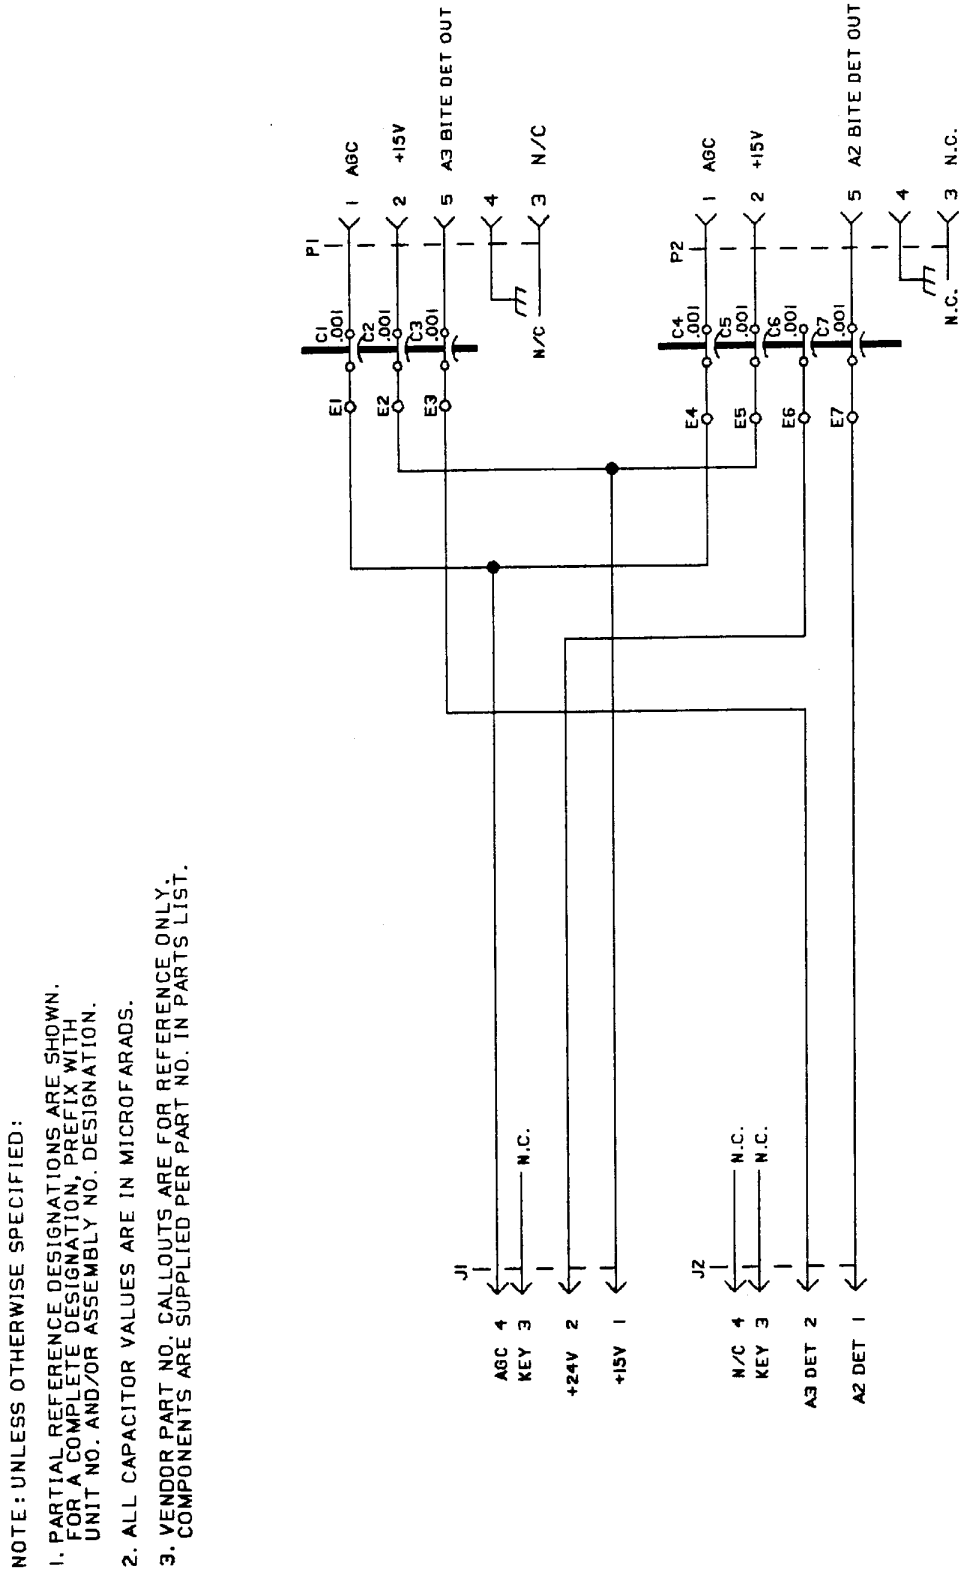 NOTE: UNLESS OTHERWISE SPECIFIED:
1. PARTIAL REFERENCE DESIGNATIONS ARE SHOWN.
FOR A COMPLETE DESIGNATION, PREFIX WITH
UNIT NO. AND/OR ASSEMBLY NO. DESIGNATION.
2. ALL CAPACITOR VALUES ARE IN MICROFARADS.
3. VENDOR PART NO. CALLOUTS ARE FOR REFERENCE ONLY.
COMPONENTS ARE SUPPLIED PER PART NO. IN PARTS LIST.
P1
C1
.001
E1
1 AGC
C2
.001
E2
2 +15V
C3
.001
E3
5 A3 BITE DET OUT
4
N/C
3 N/C
J1
AGC 4
KEY 3
N.C.
+24V 2
+15V 1
P2
C4
.001
E4
1 AGC
C5
.001
E5
2 +15V
C6
.001
E6
C7
.001
E7
5 A2 BITE DET OUT
4
N.C.
3 N.C.
J2
N/C 4
N.C.
KEY 3
N.C.
A3 DET 2
A2 DET 1